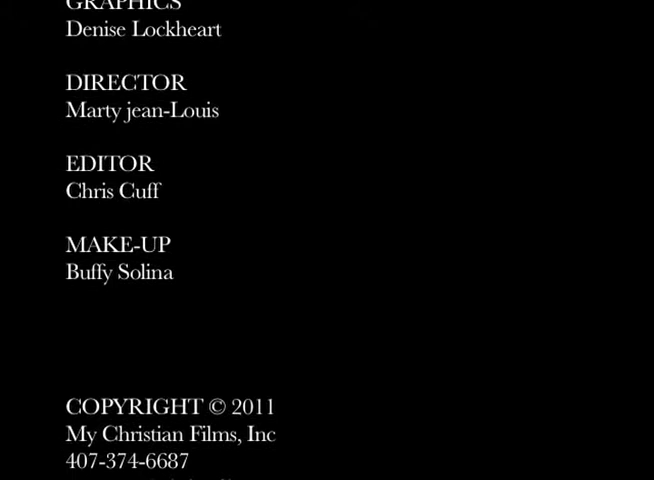 GRAPHICS
Denise Lockheart
DIRECTOR
Marty jean-Louis
EDITOR
Chris Cuff
MAKE-UP
Buffy Solina
COPYRIGHT © 2011
My Christian Films, Inc
407-374-6687